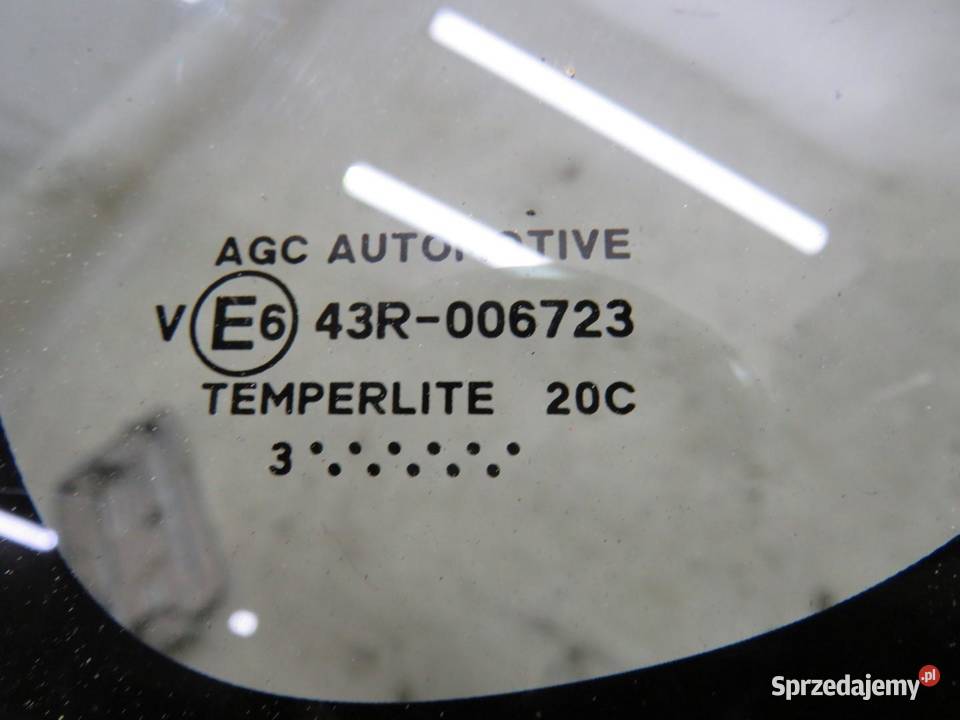 AGC AUTOMOTIVE
V E6 43R-006723
TEMPERLITE 20C
3
Sprzedajemy.pl